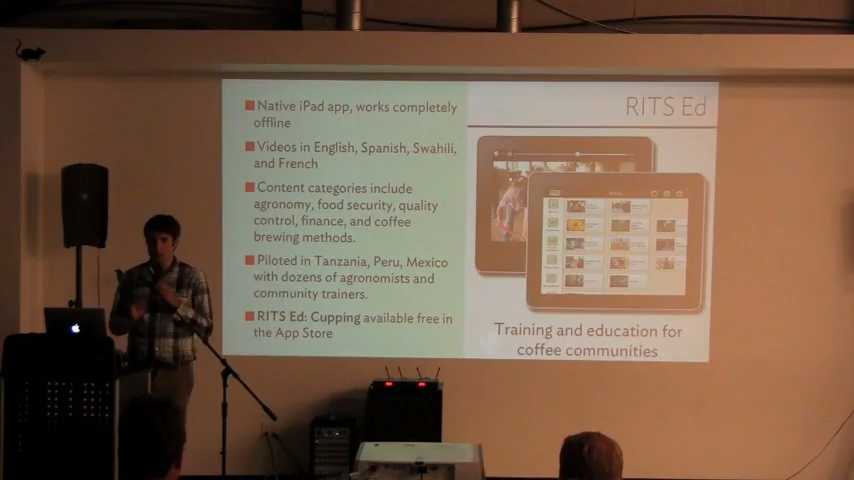 RITS Ed
Native iPad app, works completely
offline
Videos in English, Spanish, Swahili,
and French
Content categories include
agronomy, food security, quality
control, finance, and coffee
brewing methods.
Piloted in Tanzania, Peru, Mexico
with dozens of agronomists and
community trainers.
RITS Ed: Cupping available free in
the App Store
Training and education for
coffee communities